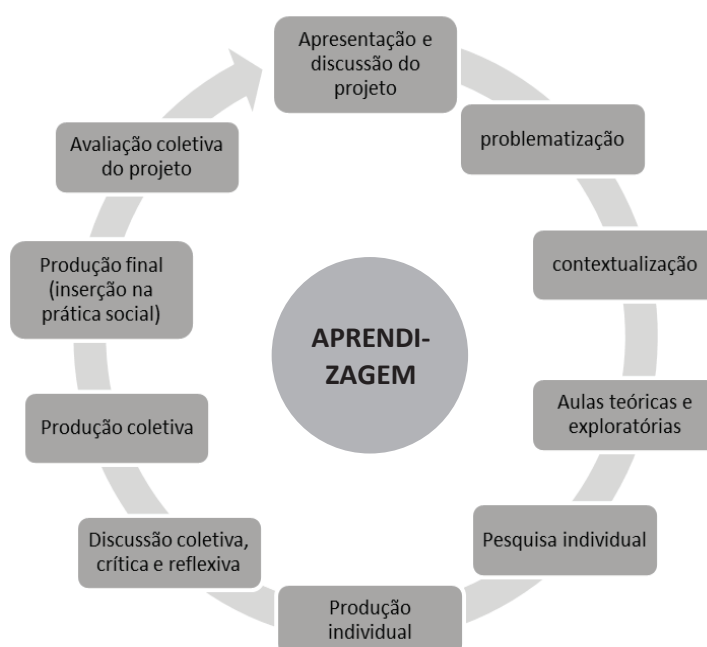 Apresentação e
discussão do
projeto
problematização
contextualização
Aulas teóricas e
exploratórias
Pesquisa individual
Produção
individual
Discussão coletiva,
crítica e reflexiva
Produção coletiva
Produção final
(inserção na
prática social)
Avaliação coletiva
do projeto
APRENDI-
ZAGEM